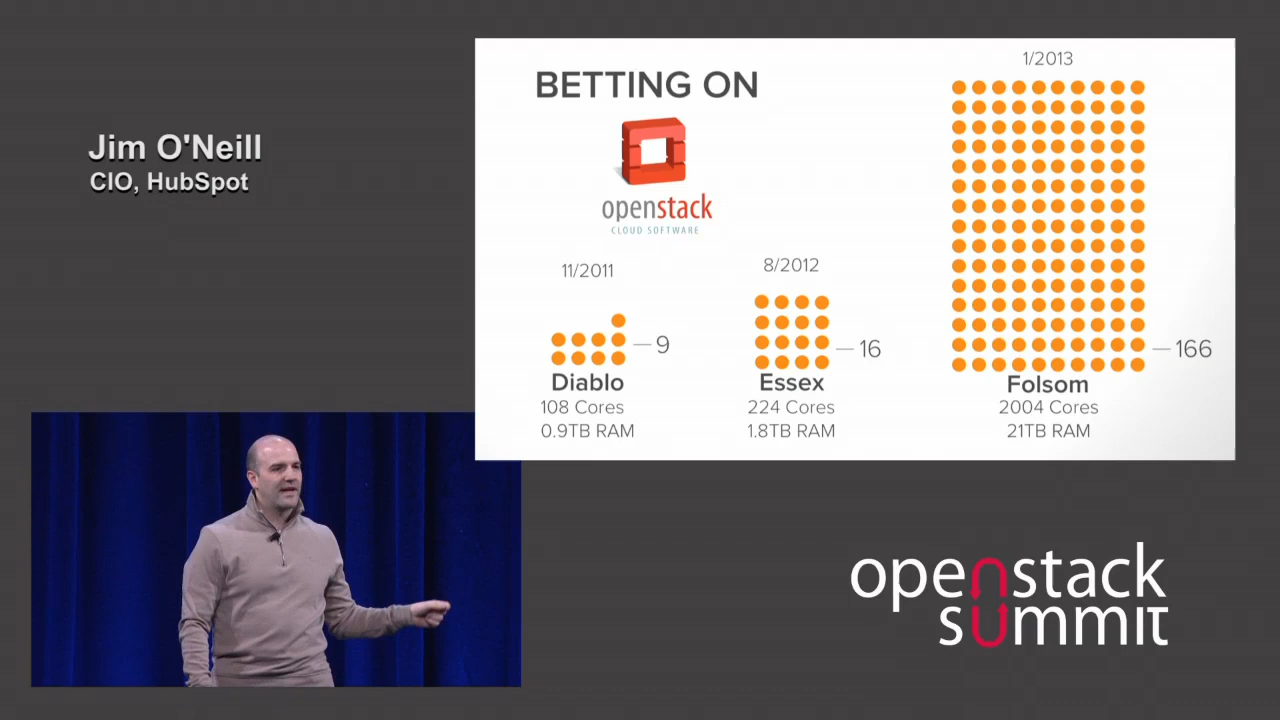 Jim O'Neill
CIO, HubSpot
BETTING ON
openstack
CLOUD SOFTWARE
11/2011
9
Diablo
108 Cores
0.9TB RAM
8/2012
16
Essex
224 Cores
1.8TB RAM
1/2013
166
Folsom
2004 Cores
21TB RAM
openstack
summit